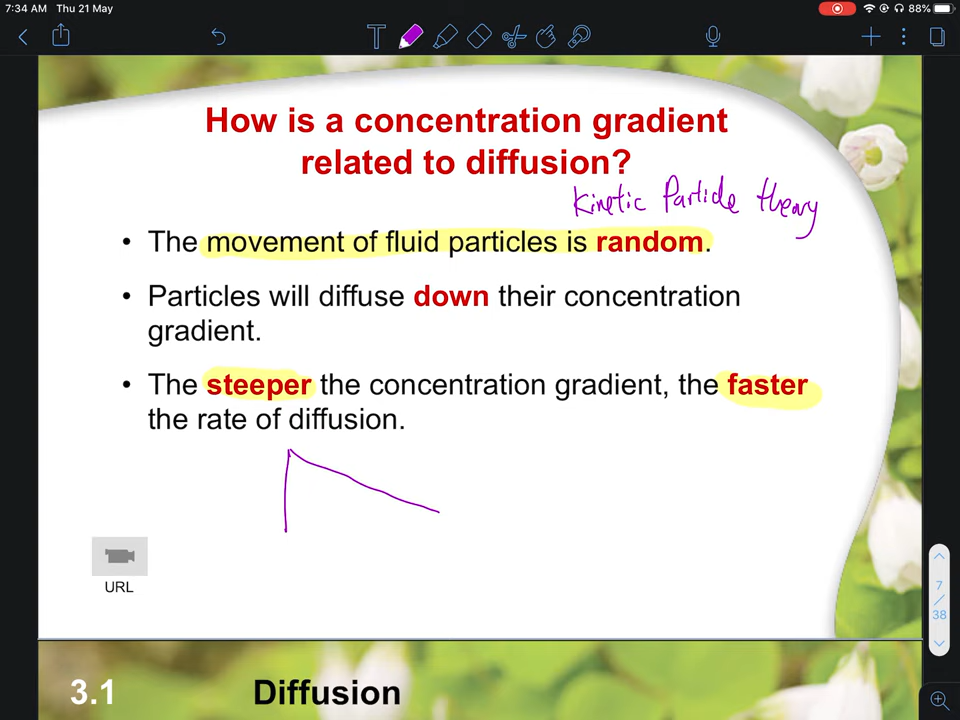 7:34 AM Thu 21 May
88%
How is a concentration gradient
related to diffusion?
Kinetic Particle theory
• The movement of fluid particles is random.
• Particles will diffuse down their concentration
gradient.
• The steeper the concentration gradient, the faster
the rate of diffusion.
URL
7
/
38
3.1 Diffusion